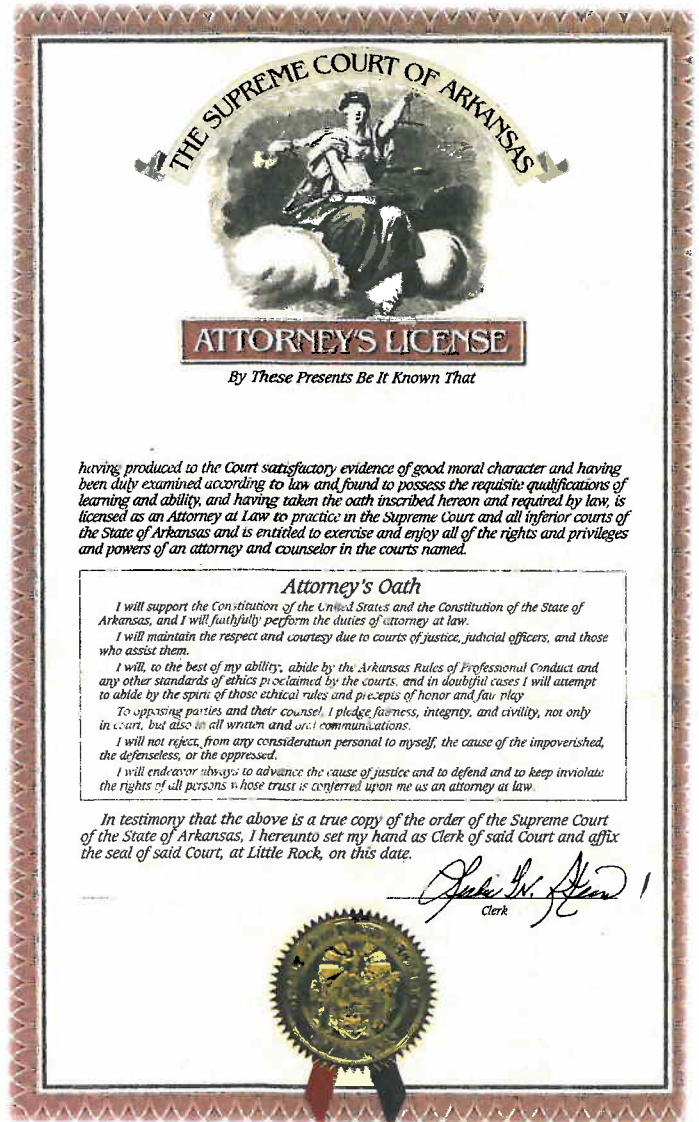 THE SUPREME COURT OF ARKANSAS
ATTORNEY'S LICENSE
By These Presents Be It Known That
having produced to the Court satisfactory evidence of good moral character and having
been duly examined according to law and found to possess the requisite qualifications of
learning and ability, and having taken the oath inscribed hereon and required by law, is
licensed as an Attorney at Law to practice in the Supreme Court and all inferior courts of
the State of Arkansas and is entitled to exercise and enjoy all of the rights and privileges
and powers of an attorney and counselor in the courts named.
Attorney's Oath
I will support the Constitution of the United States and the Constitution of the State of
Arkansas, and I will faithfully perform the duties of attorney at law.
I will maintain the respect and courtesy due to courts of justice, judicial officers, and those
who assist them.
I will, to the best of my ability, abide by the Arkansas Rules of Professional Conduct and
any other standards of ethics proclaimed by the courts, and in doubtful cases I will attempt
to abide by the spirit of those ethical rules and precepts of honor and fair play
To opposing parties and their counsel, I pledge fairness, integrity, and civility, not only
in court, but also in all written and oral communications.
I will not reject, from any consideration personal to myself, the cause of the impoverished,
the defenseless, or the oppressed.
I will endeavor always to advance the cause of justice and to defend and to keep inviolate
the rights of all persons whose trust is conferred upon me as an attorney at law.
In testimony that the above is a true copy of the order of the Supreme Court
of the State of Arkansas, I hereunto set my hand as Clerk of said Court and affix
the seal of said Court, at Little Rock, on this date.
Clerk